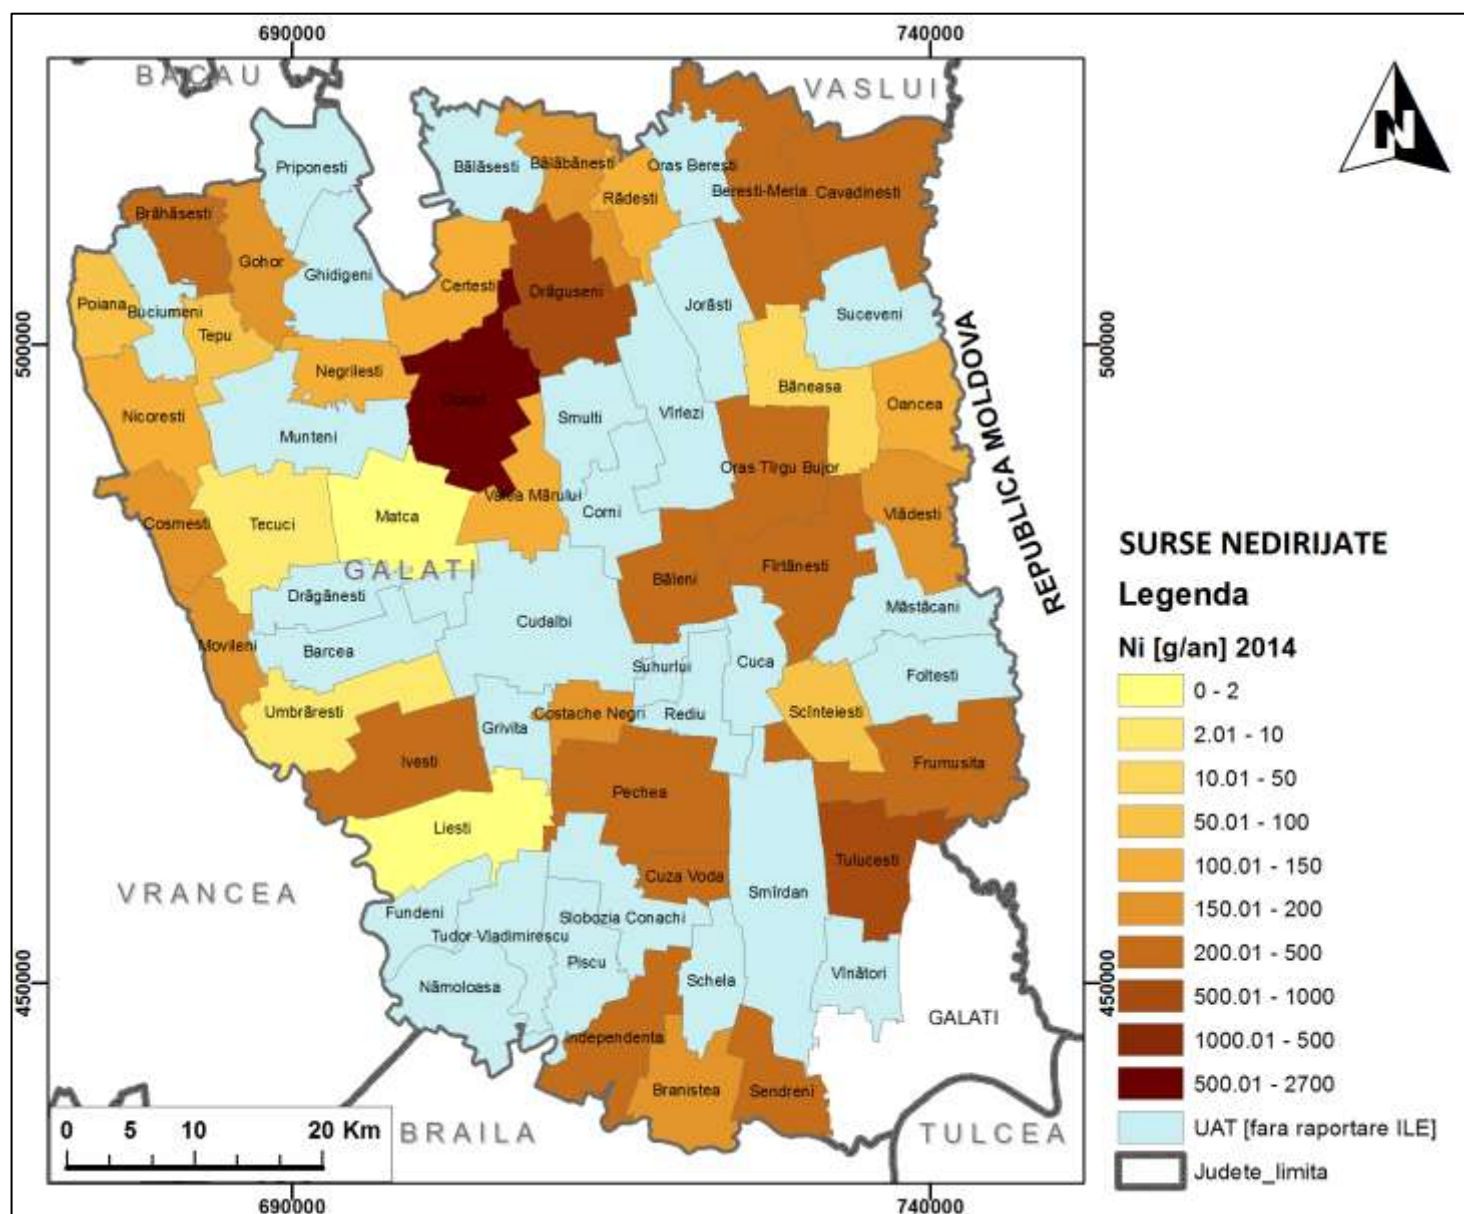 690000
740000
BACAU
VASLUI
Priponesti
Bălăsesti
Bălăbănesti
Oras Beresti
Rădesti
Beresti-Meria
Cavadinesti
Brăhăsesti
Gohor
Ghidigeni
Certesti
Drăguseni
Poiana
Buciumeni
Tepu
Jorăsti
Suceveni
500000
500000
REPUBLICA MOLDOVA
Negrilesti
Băneasa
Nicoresti
Munteni
Smulti
Vîrlezi
Oancea
Oras Tîrgu Bujor
Cosmesti
Tecuci
Matca
Valea Mărului
Corni
Vlădesti
GALATI
Băleni
Fîrtănesti
Drăgănesti
Cudalbi
Măstăcani
Movileni
Barcea
Suhurlui
Cuca
Foltesti
Umbrăresti
Grivita
Costache Negri
Rediu
Scînteiesti
Ivesti
Pechea
Frumusita
Liesti
Tulucesti
VRANCEA
Cuza Voda
Smîrdan
Fundeni
Slobozia Conachi
Tudor Vladimirescu
Piscu
Schela
Vînători
Nămoloasa
450000
450000
GALATI
Independenta
Branistea
Sendreni
BRAILA
TULCEA
0 5 10 20 Km
690000
740000
N
SURSE NEDIRIJATE
Legenda
Ni [g/an] 2014
0 - 2
2.01 - 10
10.01 - 50
50.01 - 100
100.01 - 150
150.01 - 200
200.01 - 500
500.01 - 1000
1000.01 - 500
500.01 - 2700
UAT [fara raportare ILE]
Judete_limita